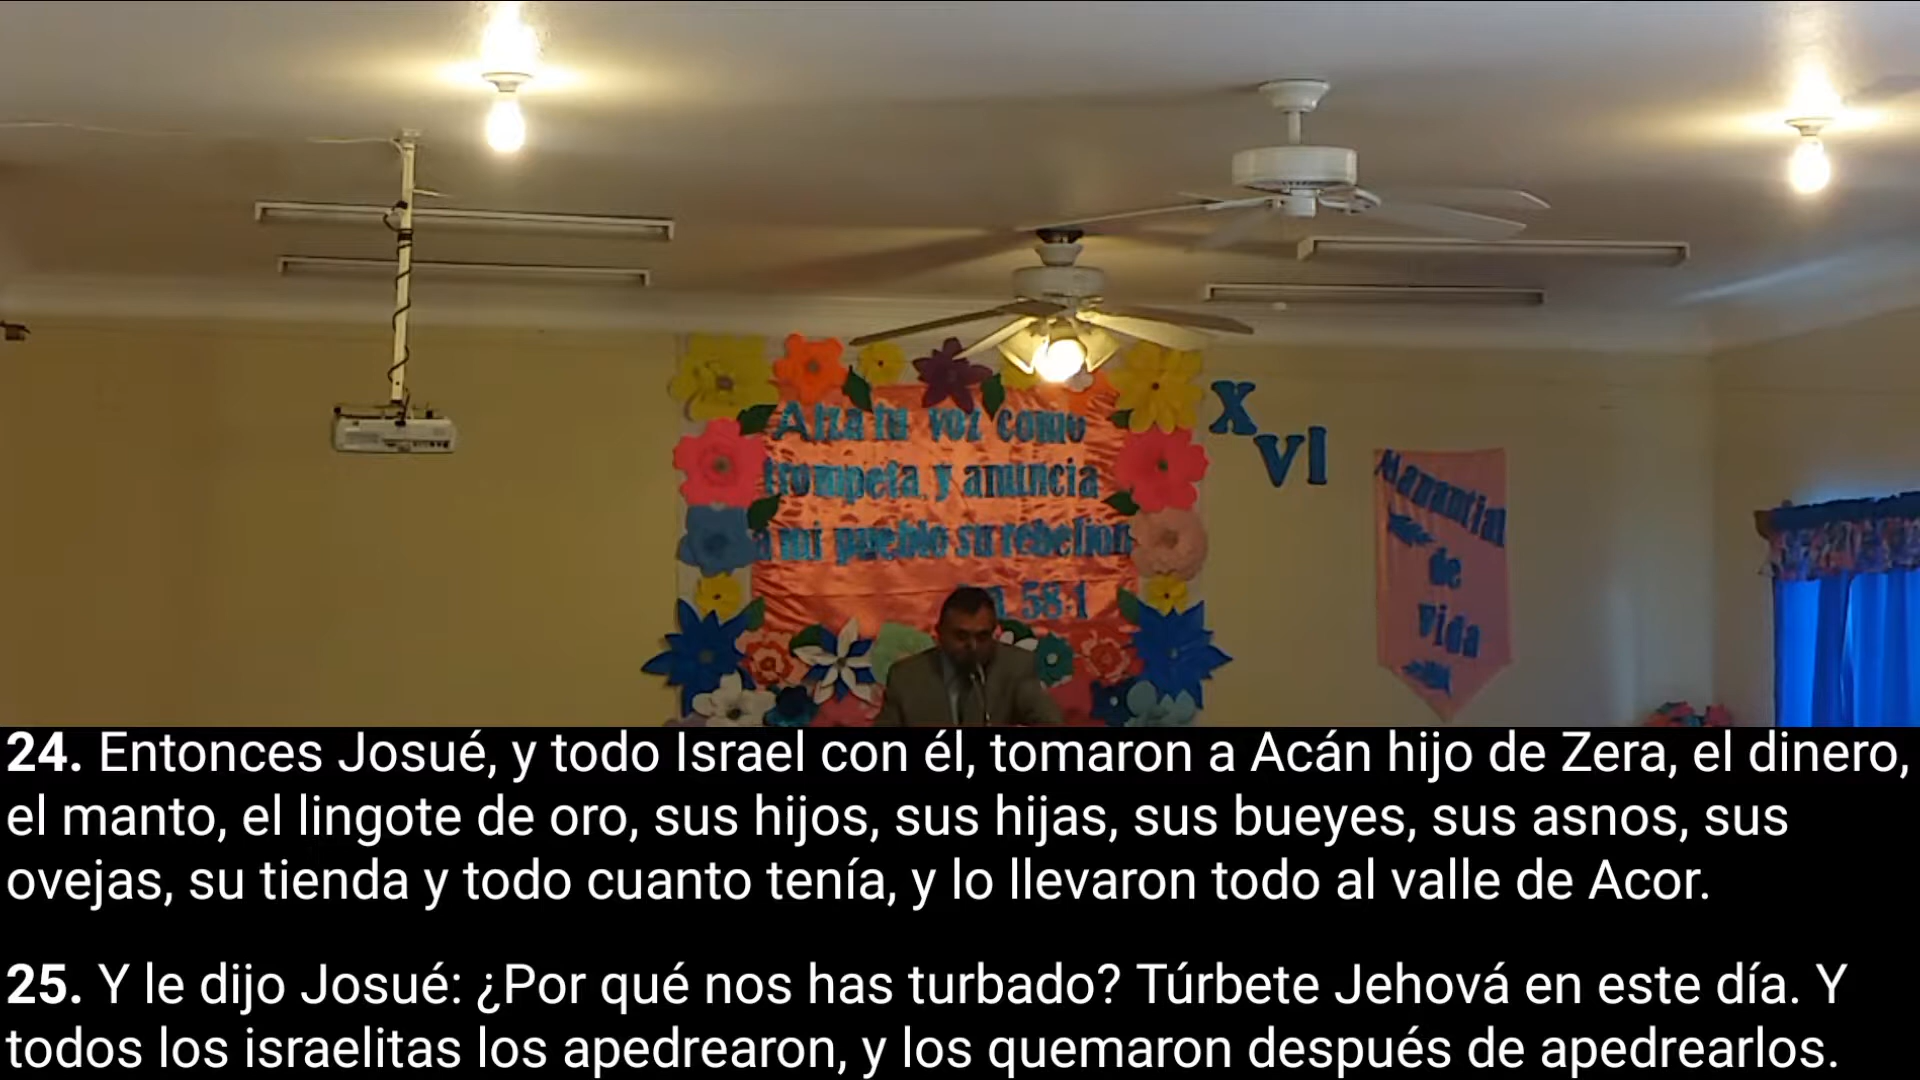 Alza tu voz como
trompeta y anuncia
a mi pueblo su rebelion
58:1
X
VI
Manantial
de
vida
24. Entonces Josué, y todo Israel con él, tomaron a Acán hijo de Zera, el dinero,
el manto, el lingote de oro, sus hijos, sus hijas, sus bueyes, sus asnos, sus
ovejas, su tienda y todo cuanto tenía, y lo llevaron todo al valle de Acor.
25. Y le dijo Josué: ¿Por qué nos has turbado? Túrbete Jehová en este día. Y
todos los israelitas los apedrearon, y los quemaron después de apedrearlos.